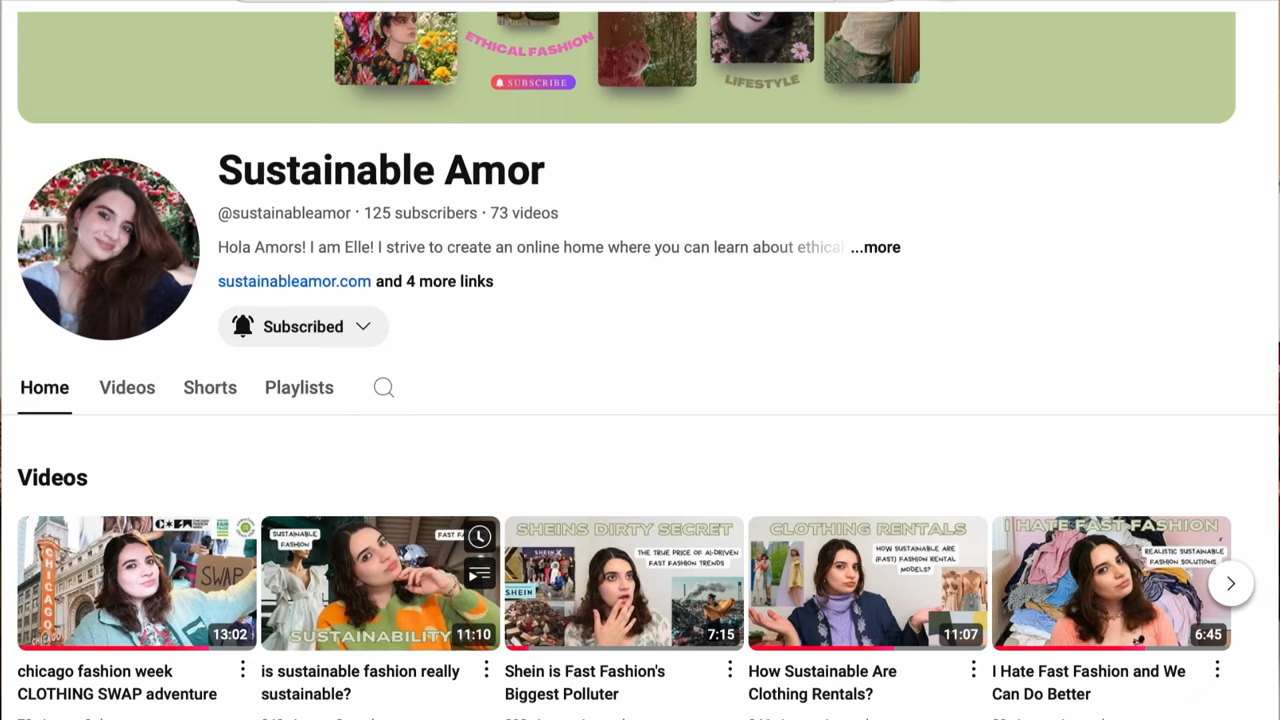 ETHICAL FASHION
SUBSCRIBE
LIFESTYLE
Sustainable Amor
@sustainableamor · 125 subscribers · 73 videos
Hola Amors! I am Elle! I strive to create an online home where you can learn about ethical ...more
sustainableamor.com and 4 more links
Subscribed
Home Videos Shorts Playlists
Videos
CHICAGO
SWAP
13:02
SUSTAINABLE
FASHION
FAST FA
SUSTAINABILITY
11:10
SHEINS DIRTY SECRET
THE TRUE PRICE OF AI-DRIVEN
FAST FASHION TRENDS
SHEIN X
SHEIN
7:15
CLOTHING RENTALS
HOW SUSTAINABLE ARE
(FAST) FASHION RENTAL
MODELS?
11:07
I HATE FAST FASHION
REALISTIC SUSTAINABLE
FASHION SOLUTIONS
6:45
chicago fashion week
CLOTHING SWAP adventure
is sustainable fashion really
sustainable?
Shein is Fast Fashion's
Biggest Polluter
How Sustainable Are
Clothing Rentals?
I Hate Fast Fashion and We
Can Do Better